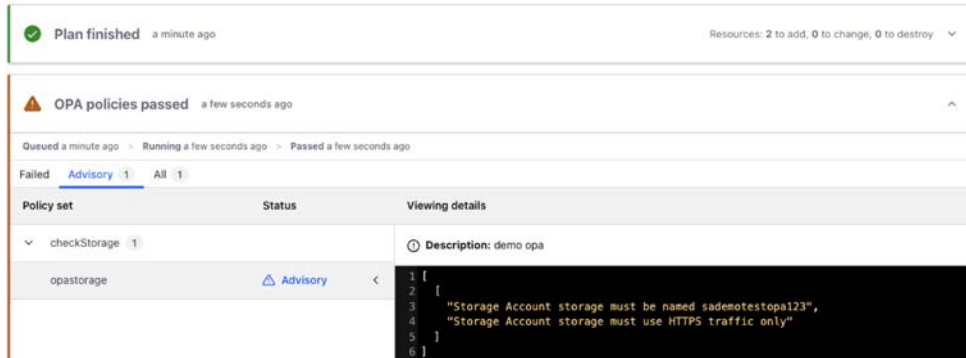 Plan finished a minute ago Resources: 2 to add, 0 to change, 0 to destroy
OPA policies passed a few seconds ago
Queued a minute ago > Running a few seconds ago > Passed a few seconds ago
Failed Advisory 1 All 1
Policy set Status Viewing details
checkStorage 1 Description: demo opa
opastorage Advisory
1 [
2 [
3 "Storage Account storage must be named sademotestopa123",
4 "Storage Account storage must use HTTPS traffic only"
5 ]
6 ]